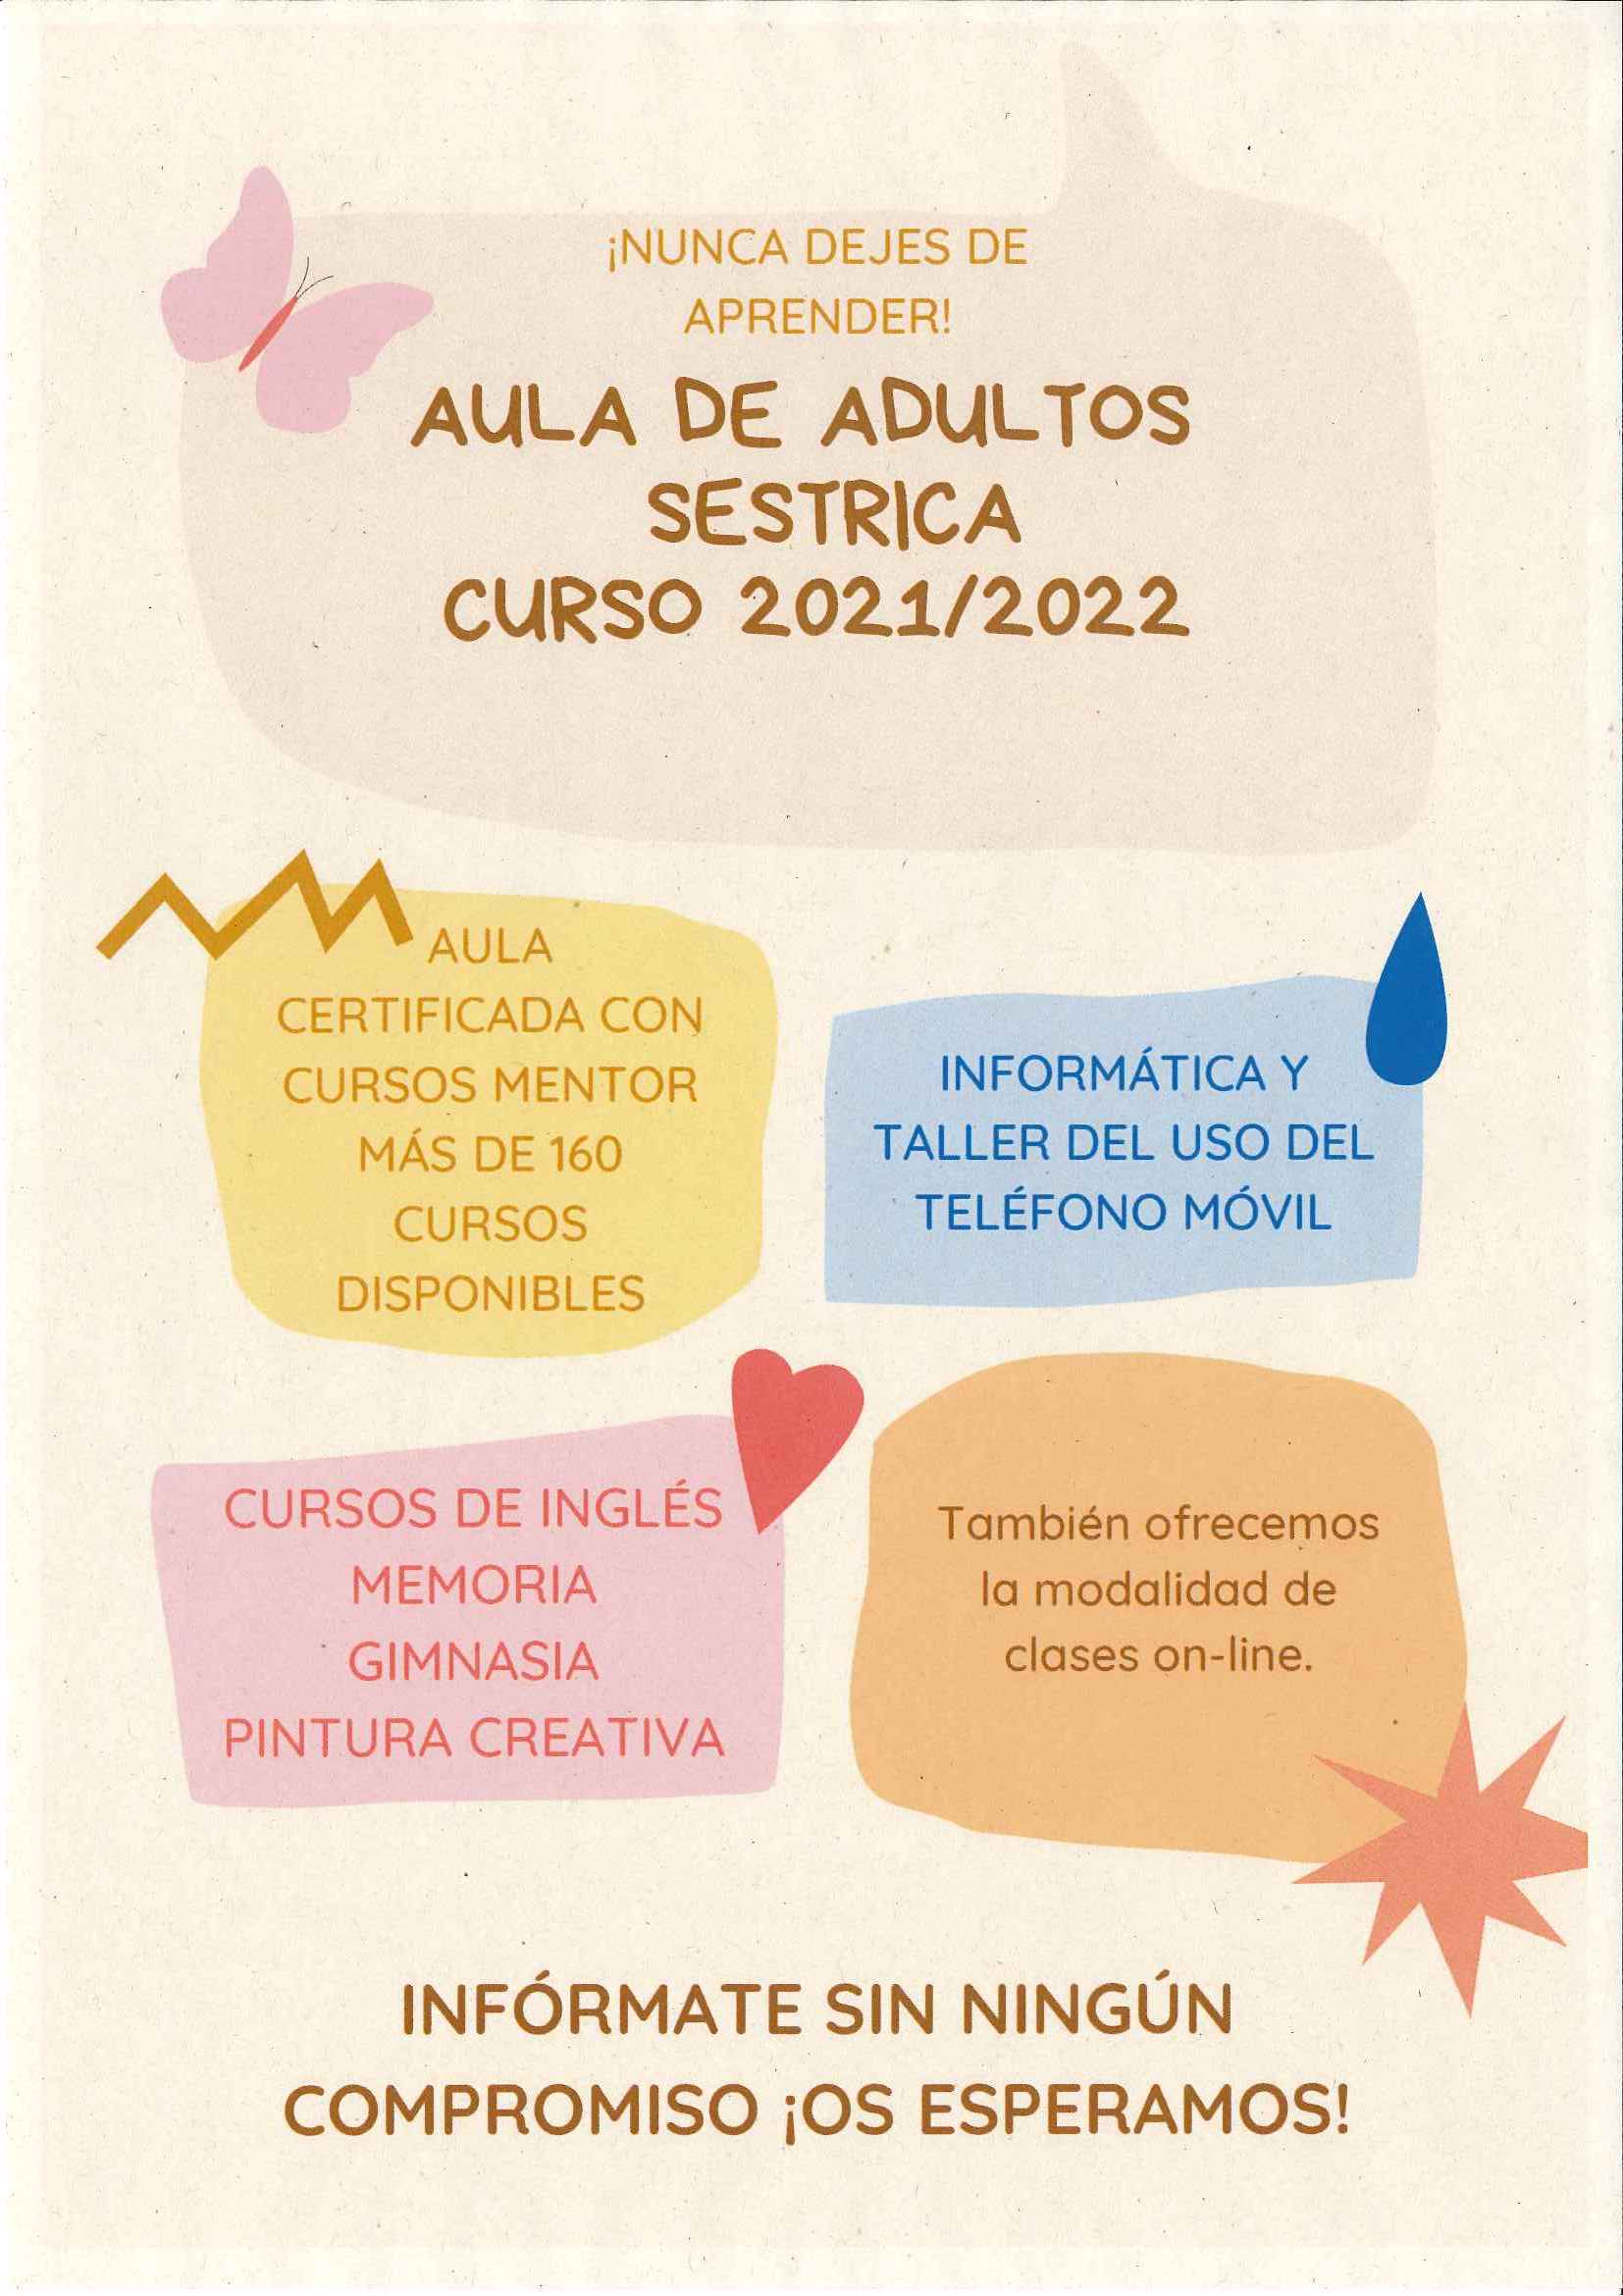 ¡NUNCA DEJES DE
APRENDER!
AULA DE ADULTOS
SESTRICA
CURSO 2021/2022
AULA
CERTIFICADA CON
CURSOS MENTOR
MÁS DE 160
CURSOS
DISPONIBLES
INFORMÁTICA Y
TALLER DEL USO DEL
TELÉFONO MÓVIL
CURSOS DE INGLÉS
MEMORIA
GIMNASIA
PINTURA CREATIVA
También ofrecemos
la modalidad de
clases on-line.
INFÓRMATE SIN NINGÚN
COMPROMISO ¡OS ESPERAMOS!